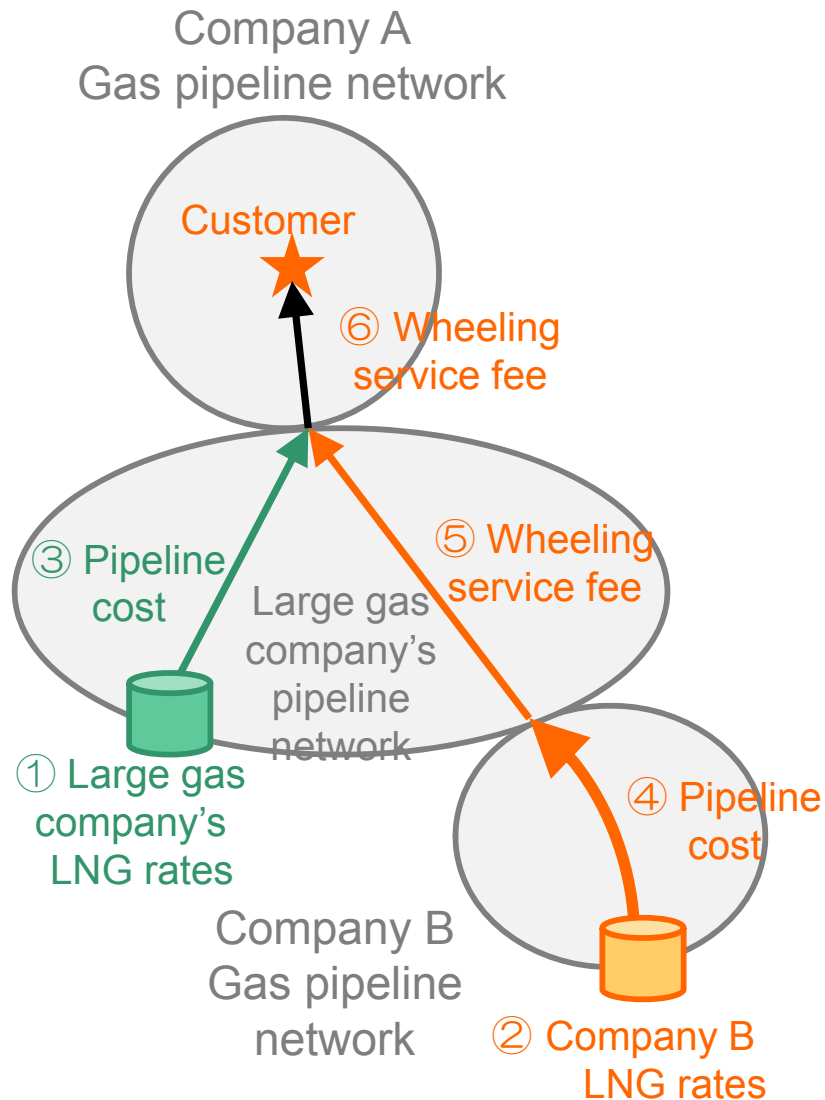 Company A
Gas pipeline network
Customer
⑥ Wheeling
service fee
③ Pipeline
cost
⑤ Wheeling
service fee
Large gas
company’s
pipeline
network
① Large gas
company’s
LNG rates
④ Pipeline
cost
Company B
Gas pipeline
network
② Company B
LNG rates